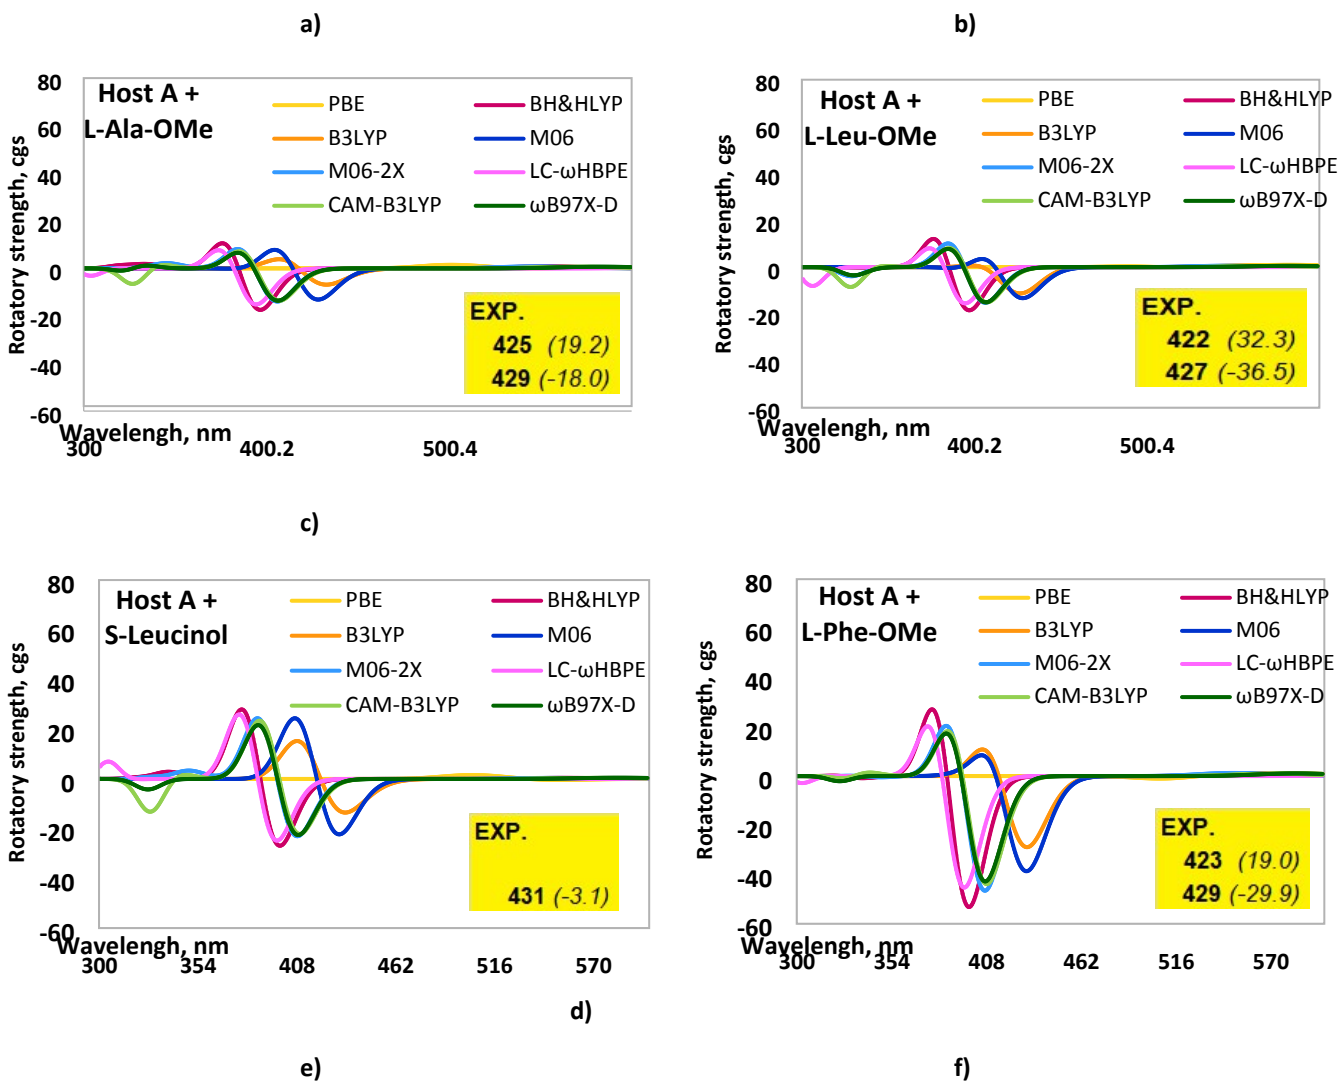 a)
b)
80
60
40
20
0
-20
-40
-60
Rotatory strength, cgs
Host A +
L-Ala-OMe
PBE
BH&HLYP
B3LYP
M06
M06-2X
LC-ωHBPE
CAM-B3LYP
ωB97X-D
EXP.
425 (19.2)
429 (-18.0)
Wavelengh, nm
300 400.2 500.4
80
60
40
20
0
-20
-40
-60
Rotatory strength, cgs
Host A +
L-Leu-OMe
PBE
BH&HLYP
B3LYP
M06
M06-2X
LC-ωHBPE
CAM-B3LYP
ωB97X-D
EXP.
422 (32.3)
427 (-36.5)
Wavelengh, nm
300 400.2 500.4
c)
80
60
40
20
0
-20
-40
-60
Rotatory strength, cgs
Host A +
S-Leucinol
PBE
BH&HLYP
B3LYP
M06
M06-2X
LC-ωHBPE
CAM-B3LYP
ωB97X-D
EXP.
431 (-3.1)
Wavelengh, nm
300 354 408 462 516 570
80
60
40
20
0
-20
-40
-60
Rotatory strength, cgs
Host A +
L-Phe-OMe
PBE
BH&HLYP
B3LYP
M06
M06-2X
LC-ωHBPE
CAM-B3LYP
ωB97X-D
EXP.
423 (19.0)
429 (-29.9)
Wavelengh, nm
300 354 408 462 516 570
d)
e)
f)